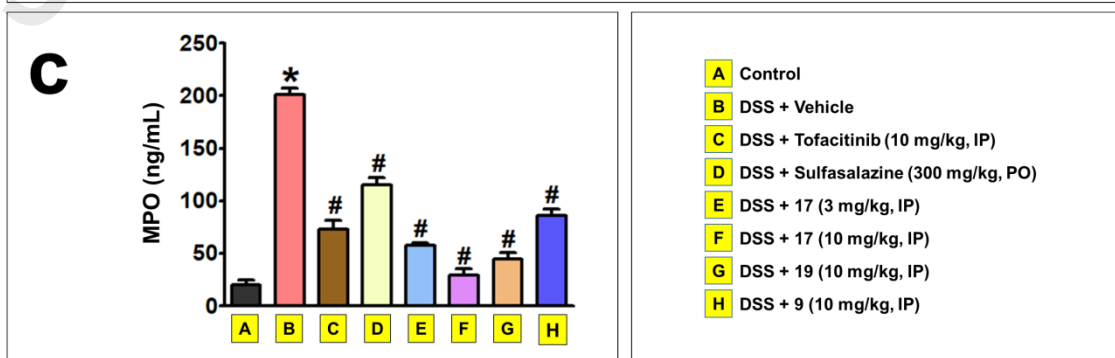 C
MPO (ng/mL)
250
200
150
100
50
0
*
#
#
#
#
#
#
A B C D E F G H
A Control
B DSS + Vehicle
C DSS + Tofacitinib (10 mg/kg, IP)
D DSS + Sulfasalazine (300 mg/kg, PO)
E DSS + 17 (3 mg/kg, IP)
F DSS + 17 (10 mg/kg, IP)
G DSS + 19 (10 mg/kg, IP)
H DSS + 9 (10 mg/kg, IP)